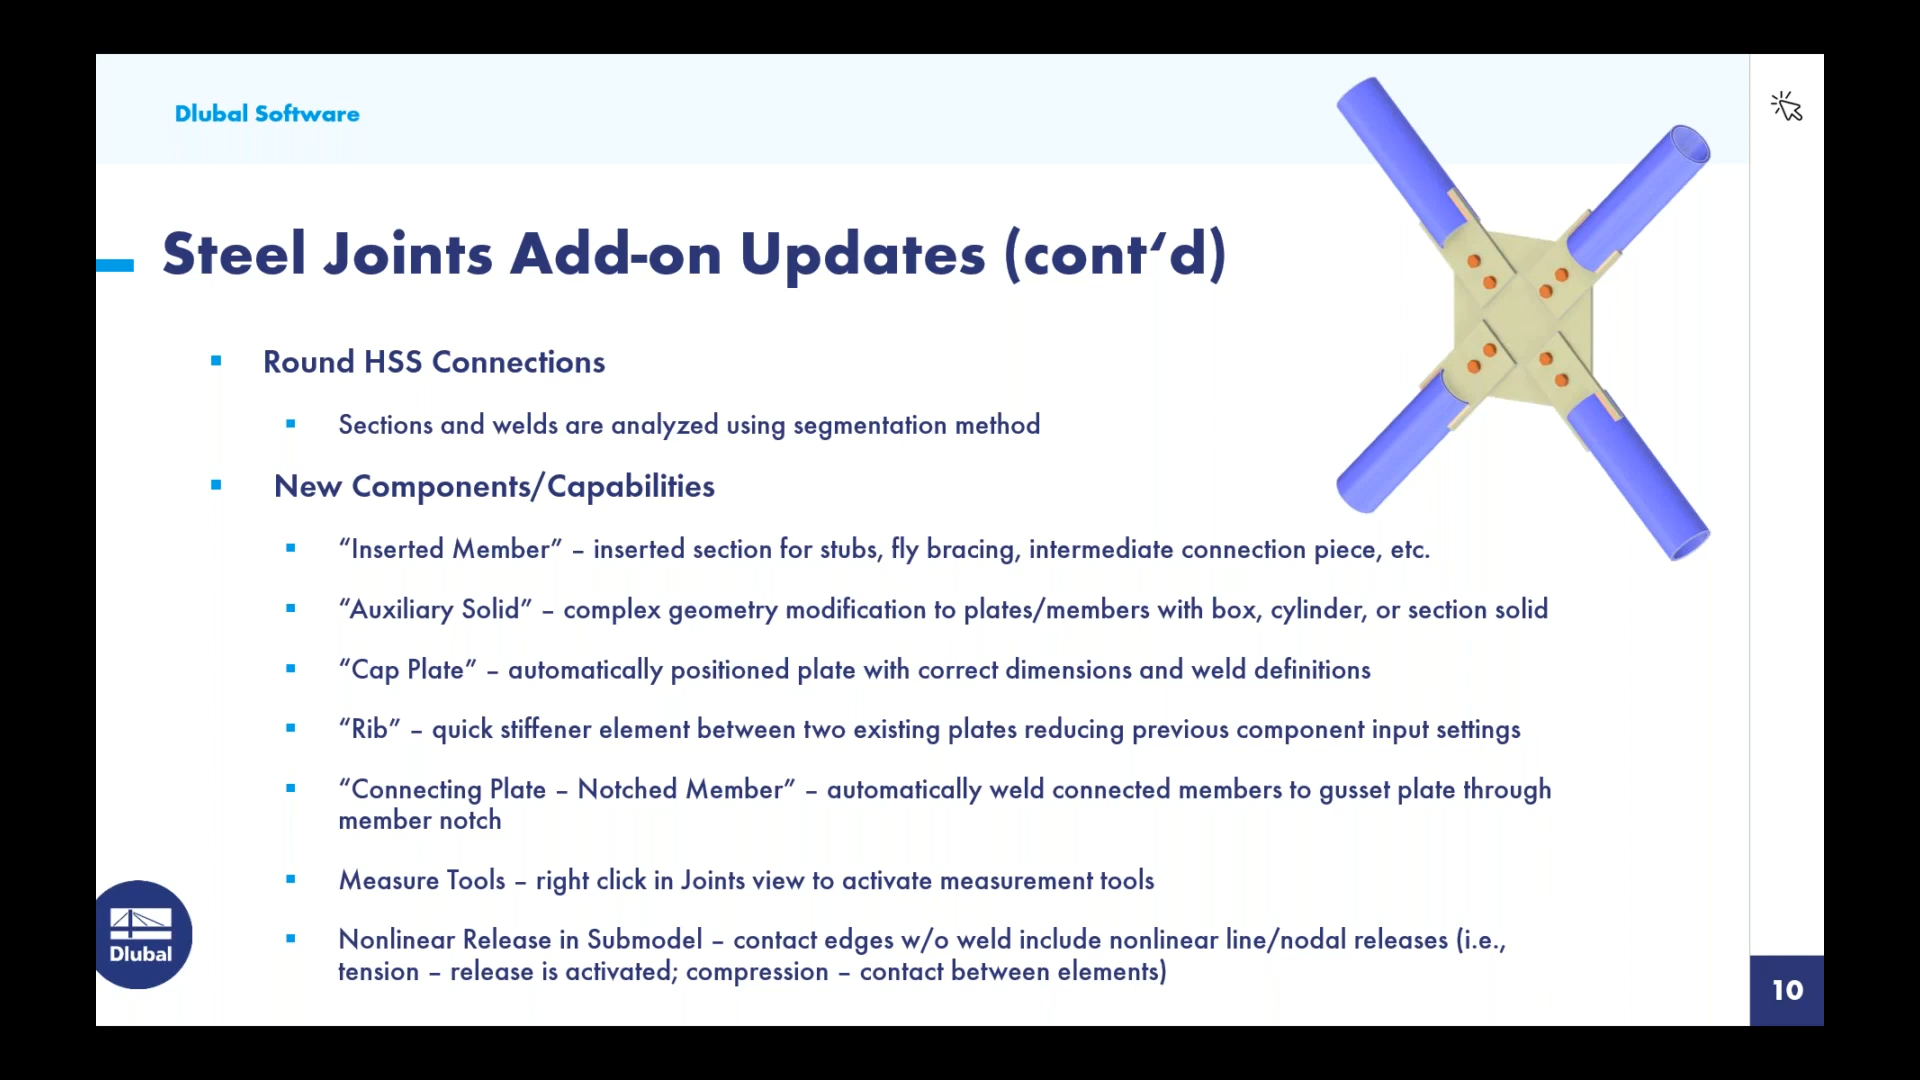 Dlubal Software
Steel Joints Add-on Updates (cont‘d)
Round HSS Connections
Sections and welds are analyzed using segmentation method
New Components/Capabilities
“Inserted Member” – inserted section for stubs, fly bracing, intermediate connection piece, etc.
“Auxiliary Solid” – complex geometry modification to plates/members with box, cylinder, or section solid
“Cap Plate” – automatically positioned plate with correct dimensions and weld definitions
“Rib” – quick stiffener element between two existing plates reducing previous component input settings
“Connecting Plate – Notched Member” – automatically weld connected members to gusset plate through
member notch
Measure Tools – right click in Joints view to activate measurement tools
Nonlinear Release in Submodel – contact edges w/o weld include nonlinear line/nodal releases (i.e.,
tension – release is activated; compression – contact between elements)
Dlubal
10